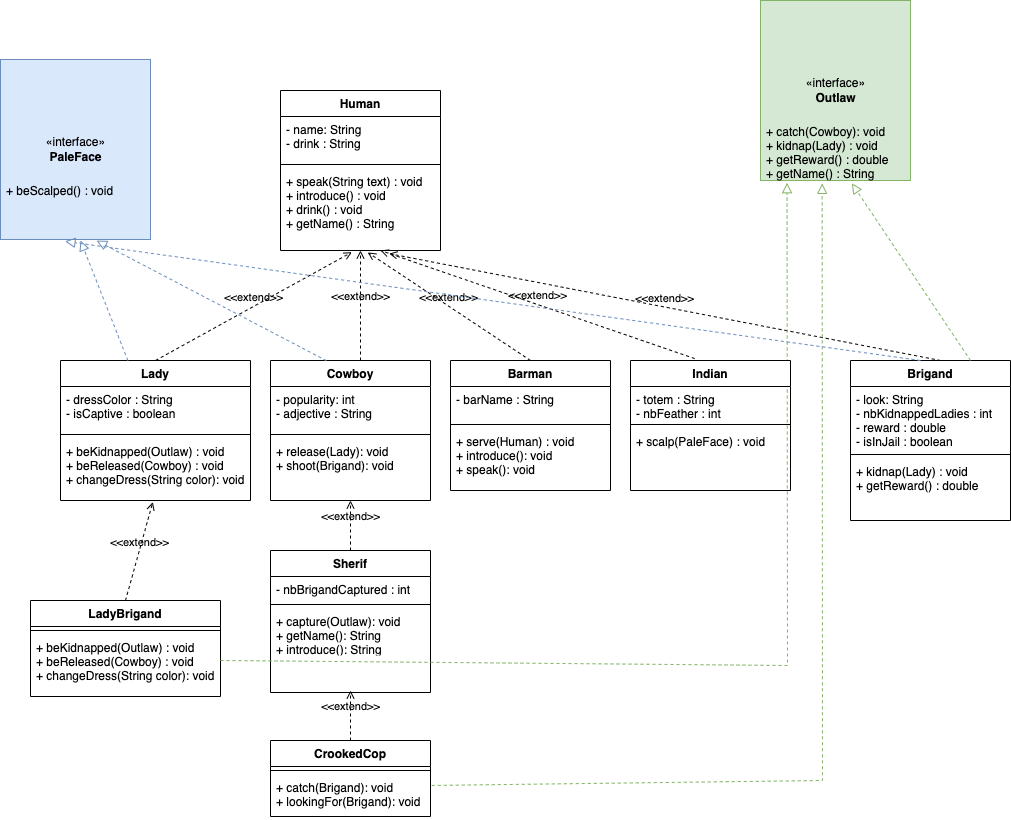 «interface»
PaleFace
+ beScalped() : void
Human
- name: String
- drink : String
+ speak(String text) : void
+ introduce() : void
+ drink() : void
+ getName() : String
«interface»
Outlaw
+ catch(Cowboy): void
+ kidnap(Lady) : void
+ getReward() : double
+ getName() : String
<<extend>>
<<extend>>
<<extend>>
<<extend>>
<<extend>>
Lady
- dressColor : String
- isCaptive : boolean
+ beKidnapped(Outlaw) : void
+ beReleased(Cowboy) : void
+ changeDress(String color): void
Cowboy
- popularity: int
- adjective : String
+ release(Lady): void
+ shoot(Brigand): void
Barman
- barName : String
+ serve(Human) : void
+ introduce(): void
+ speak(): void
Indian
- totem : String
- nbFeather : int
+ scalp(PaleFace) : void
Brigand
- look: String
- nbKidnappedLadies : int
- reward : double
- isInJail : boolean
+ kidnap(Lady) : void
+ getReward() : double
<<extend>>
<<extend>>
LadyBrigand
+ beKidnapped(Outlaw) : void
+ beReleased(Cowboy) : void
+ changeDress(String color): void
Sherif
- nbBrigandCaptured : int
+ capture(Outlaw): void
+ getName(): String
+ introduce(): String
<<extend>>
CrookedCop
+ catch(Brigand): void
+ lookingFor(Brigand): void